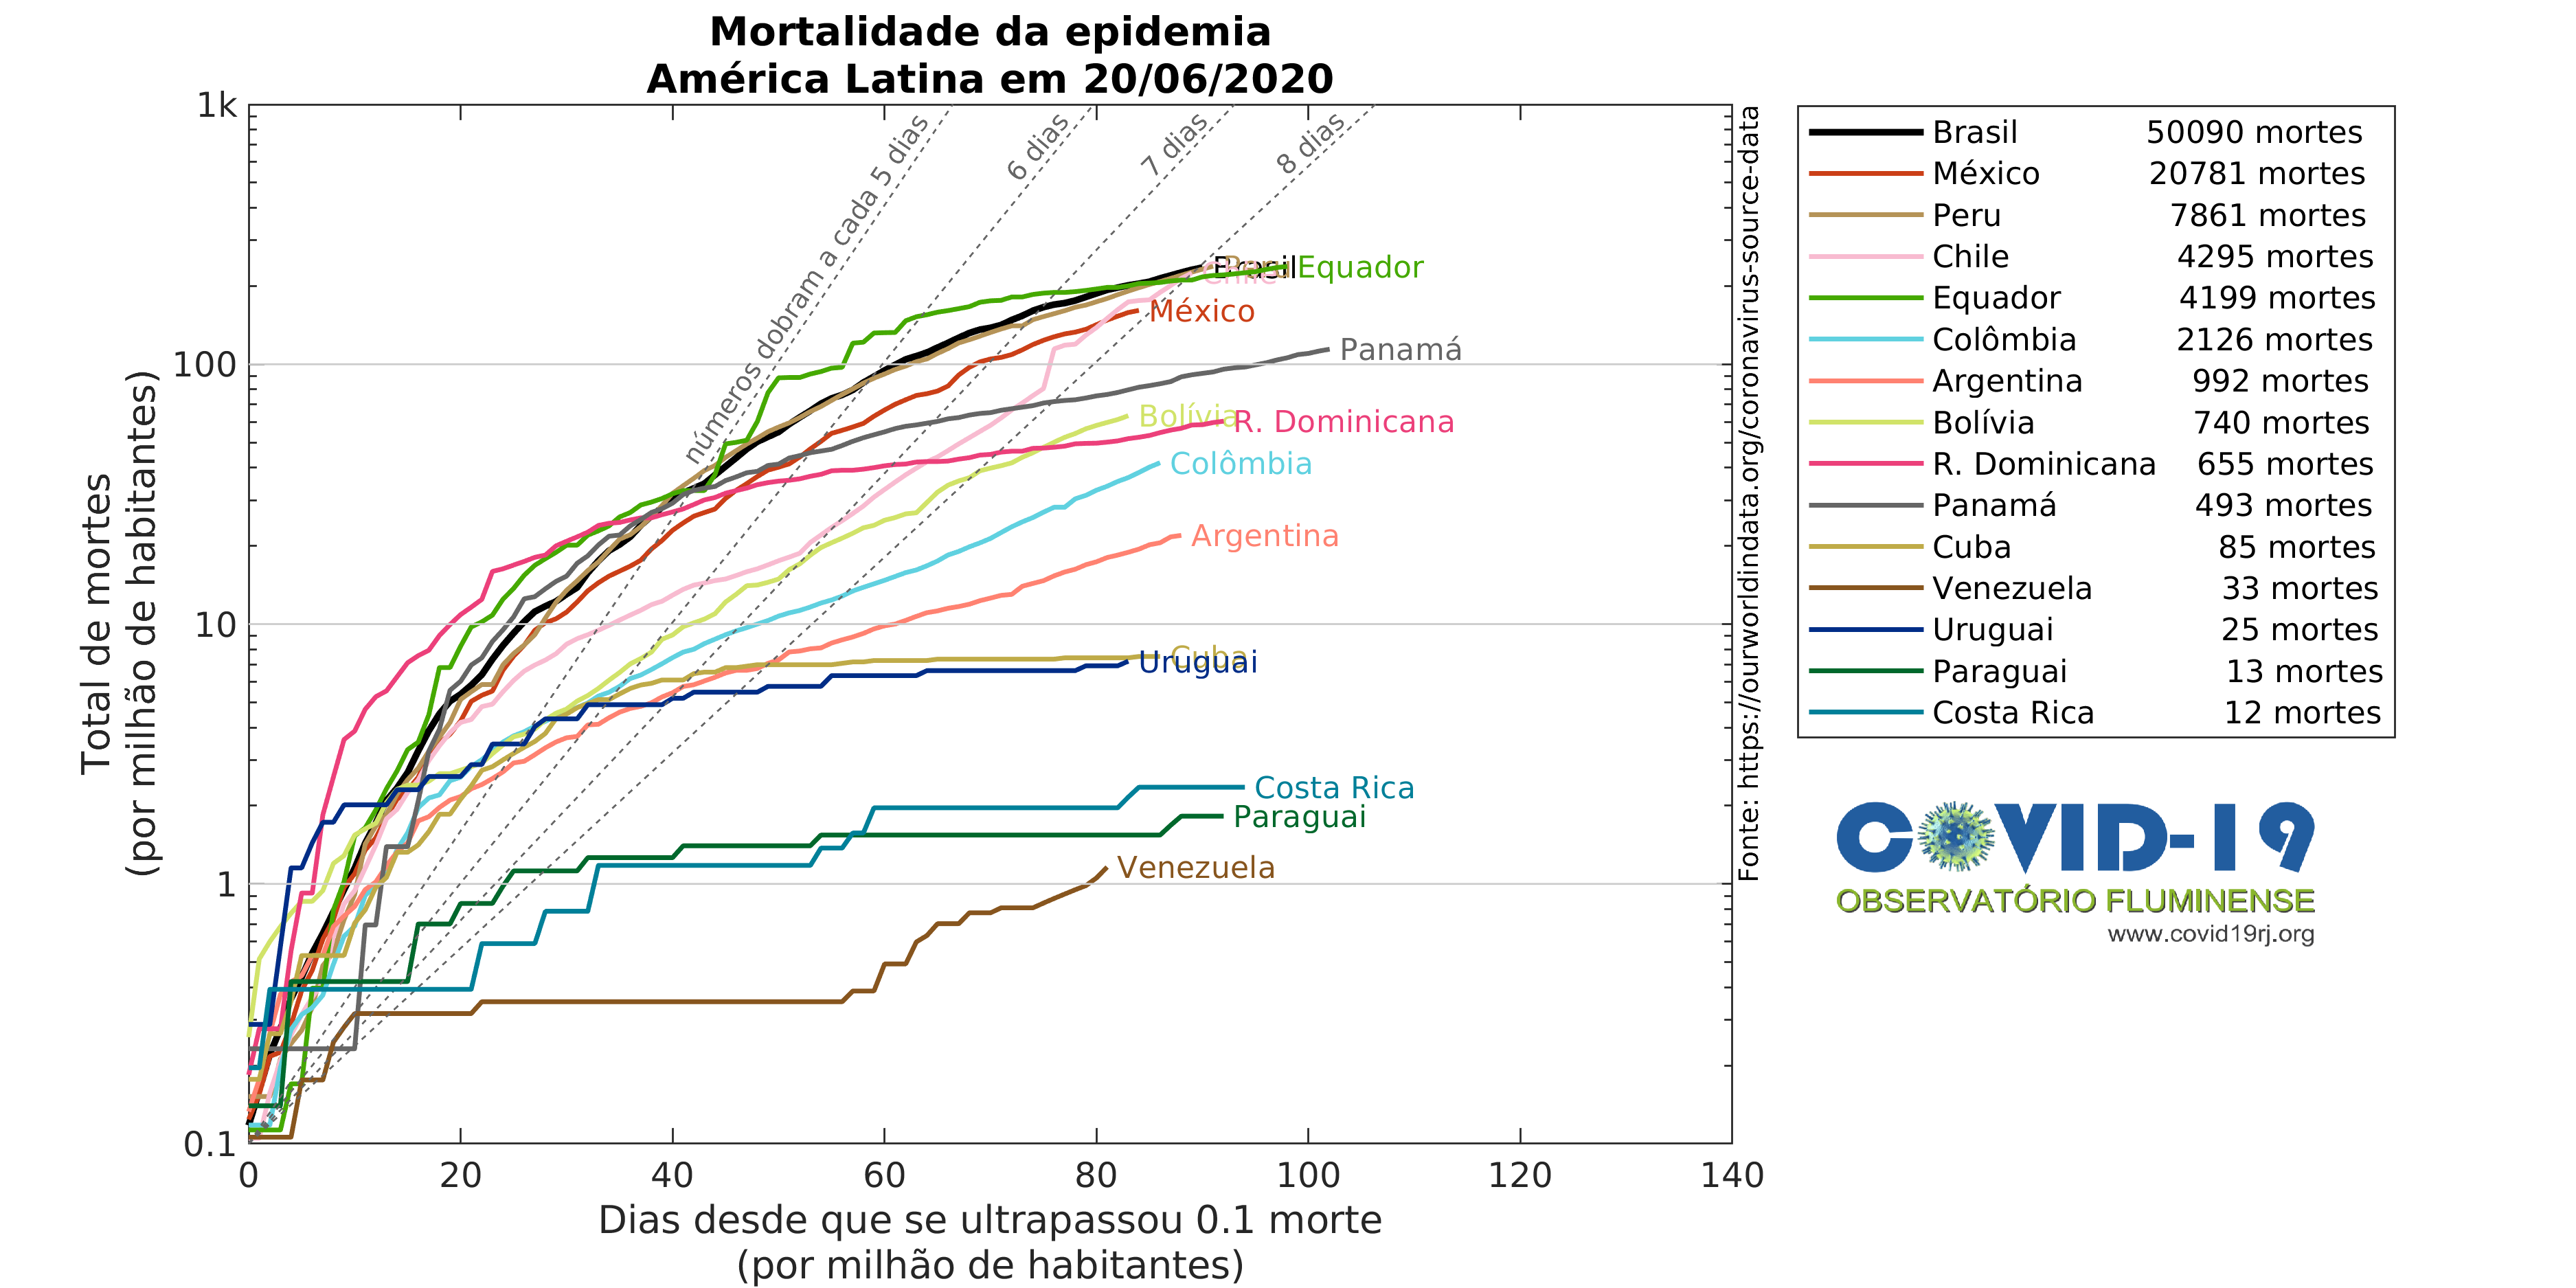 Mortalidade da epidemia
América Latina em 20/06/2020
Total de mortes
(por milhão de habitantes)
1k
100
10
1
0.1
0
20
40
60
80
100
120
140
Dias desde que se ultrapassou 0.1 morte
(por milhão de habitantes)
números dobram a cada 5 dias
6 dias
7 dias
8 dias
Brasil
Peru
Chile
Equador
México
Panamá
Bolívia
R. Dominicana
Colômbia
Argentina
Cuba
Uruguai
Costa Rica
Paraguai
Venezuela
Fonte: https://ourworldindata.org/coronavirus-source-data
Brasil 50090 mortes
México 20781 mortes
Peru 7861 mortes
Chile 4295 mortes
Equador 4199 mortes
Colômbia 2126 mortes
Argentina 992 mortes
Bolívia 740 mortes
R. Dominicana 655 mortes
Panamá 493 mortes
Cuba 85 mortes
Venezuela 33 mortes
Uruguai 25 mortes
Paraguai 13 mortes
Costa Rica 12 mortes
COVID-19
OBSERVATÓRIO FLUMINENSE
www.covid19rj.org